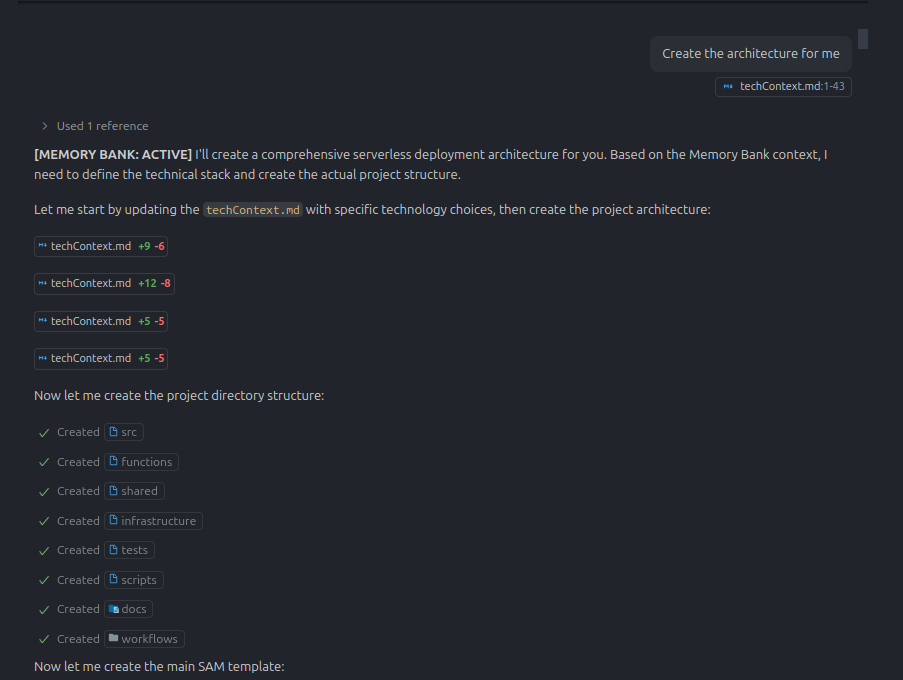 Create the architecture for me
techContext.md:1-43
Used 1 reference
[MEMORY BANK: ACTIVE] I'll create a comprehensive serverless deployment architecture for you. Based on the Memory Bank context, I
need to define the technical stack and create the actual project structure.
Let me start by updating the techContext.md with specific technology choices, then create the project architecture:
techContext.md +9 -6
techContext.md +12 -8
techContext.md +5 -5
techContext.md +5 -5
Now let me create the project directory structure:
Created src
Created functions
Created shared
Created infrastructure
Created tests
Created scripts
Created docs
Created workflows
Now let me create the main SAM template: